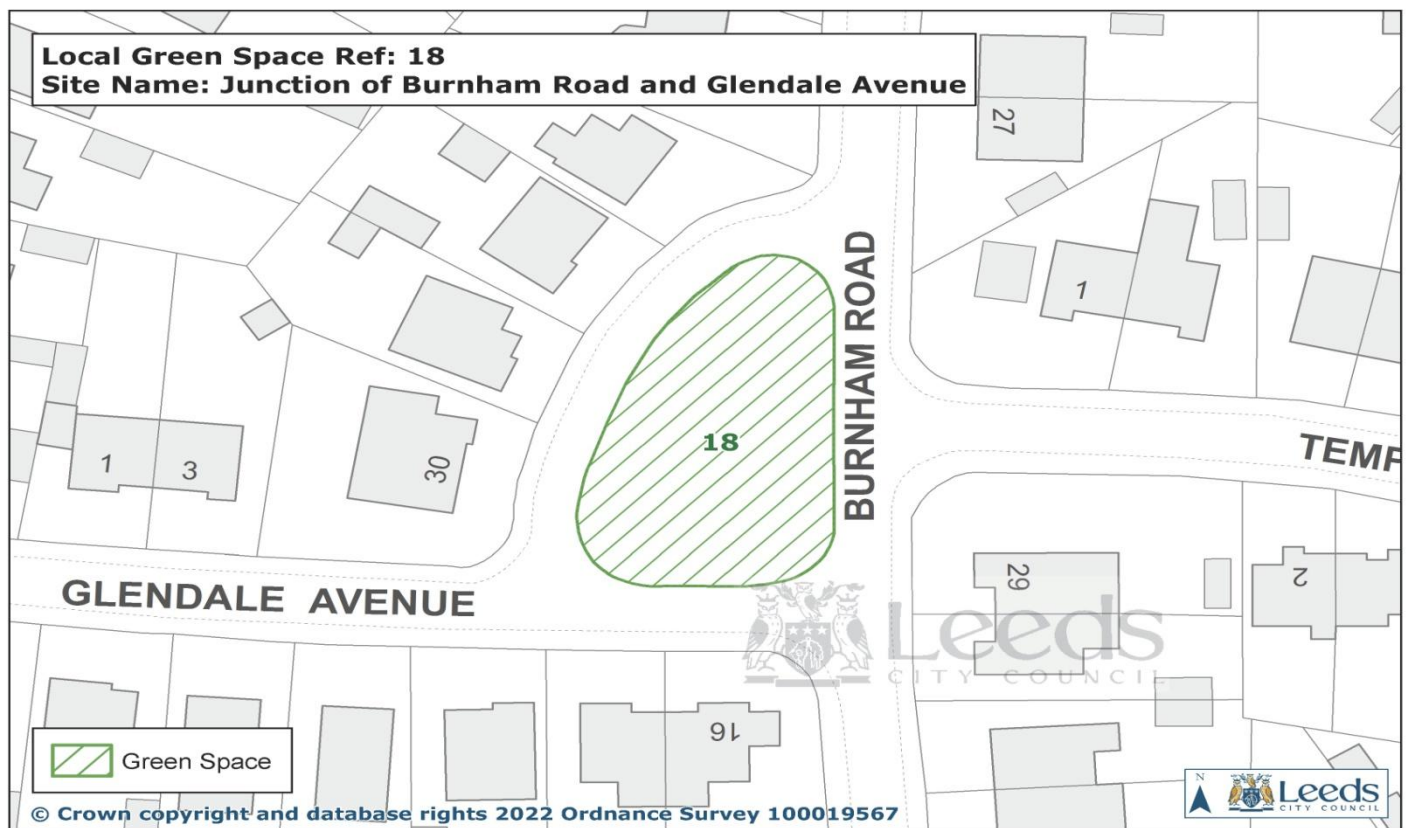 Local Green Space Ref: 18
Site Name: Junction of Burnham Road and Glendale Avenue
27
BURNHAM ROAD
1
18
TEMP
1
3
30
GLENDALE AVENUE
29
2
Leeds
CITY COUNCIL
16
Green Space
N
Leeds
CITY COUNCIL
© Crown copyright and database rights 2022 Ordnance Survey 100019567